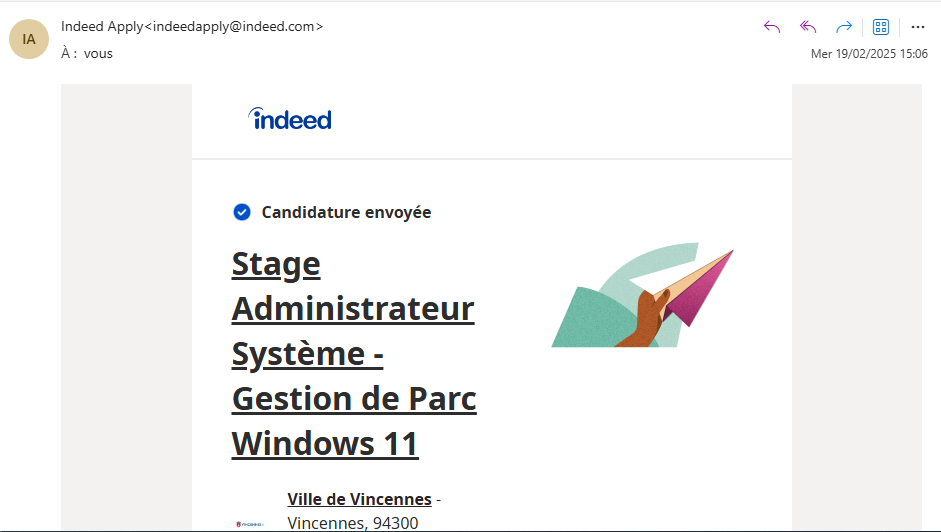 IA
Indeed Apply<indeedapply@indeed.com>
À : vous
Mer 19/02/2025 15:06
indeed
Candidature envoyée
Stage
Administrateur
Système -
Gestion de Parc
Windows 11
Ville de Vincennes -
Vincennes, 94300